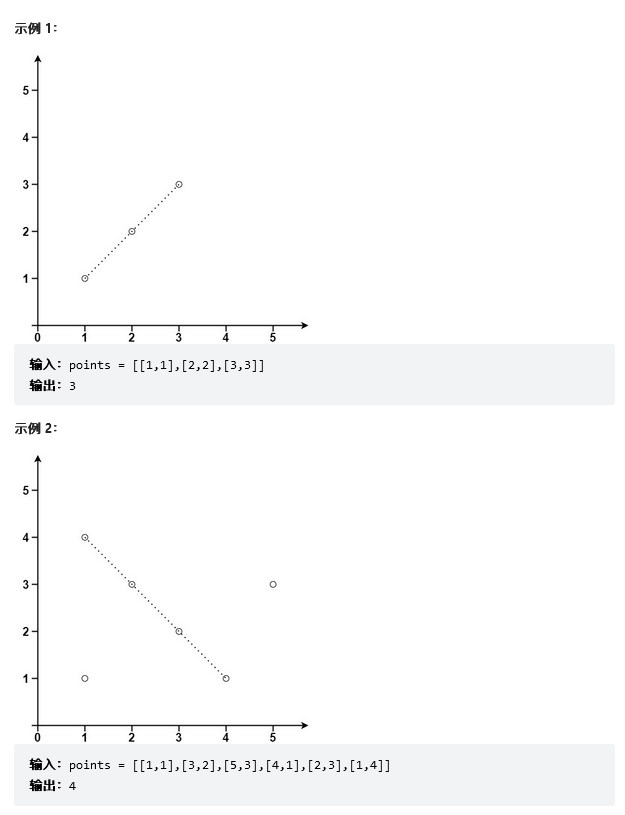 示例 1:
5
4
3
2
1
0 1 2 3 4 5
输入: points = [[1,1],[2,2],[3,3]]
输出: 3
示例 2:
5
4
3
2
1
0 1 2 3 4 5
输入: points = [[1,1],[3,2],[5,3],[4,1],[2,3],[1,4]]
输出: 4